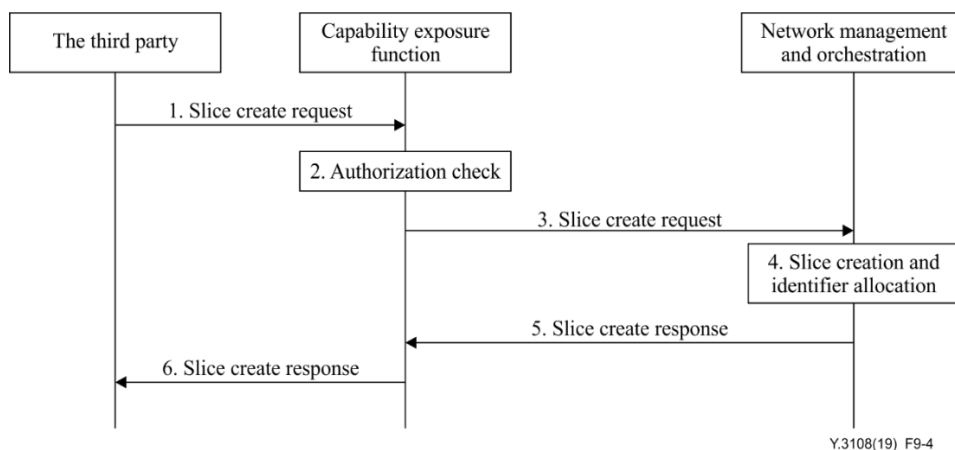 The third party
Capability exposure
function
Network management
and orchestration
1. Slice create request
2. Authorization check
3. Slice create request
4. Slice creation and
identifier allocation
5. Slice create response
6. Slice create response
Y.3108(19)_F9-4